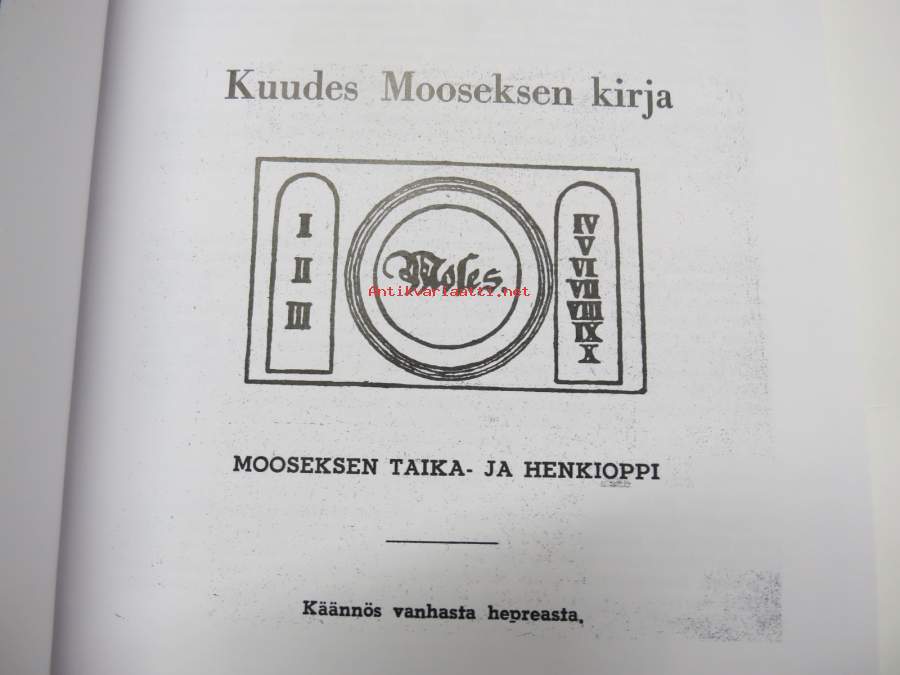 Kuudes Mooseksen kirja
I
II
III
Moses.
IV
V
VI
VII
VIII
IX
X
Antikvariaatti.net
MOOSEKSEN TAIKA- JA HENKIOPPI
Käännös vanhasta hepreasta.